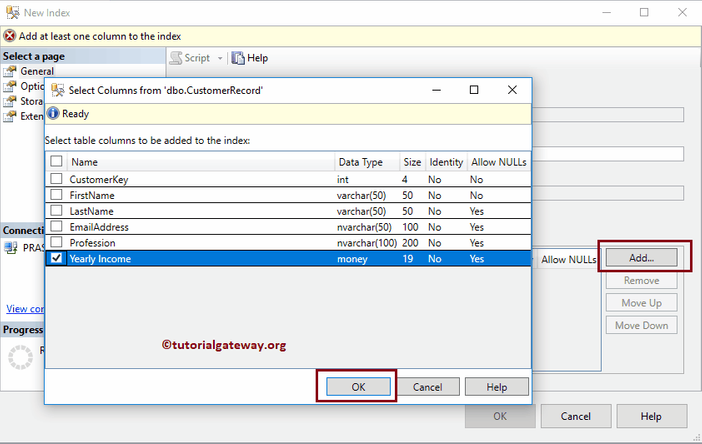 New Index
Add at least one column to the index
Select a page
General
Optio
Stora
Exten
Script
Help
Select Columns from 'dbo.CustomerRecord'
Ready
Select table columns to be added to the index:
Name Data Type Size Identity Allow NULLs
CustomerKey int 4 No No
FirstName varchar(50) 50 No No
LastName varchar(50) 50 No Yes
EmailAddress nvarchar(50) 100 No Yes
Profession nvarchar(100) 200 No Yes
Yearly Income money 19 No Yes
©tutorialgateway.org
OK Cancel Help
Connecti
PRAS
View con
Progress
R
Allow NULLs
Add...
Remove
Move Up
Move Down
OK Cancel Help